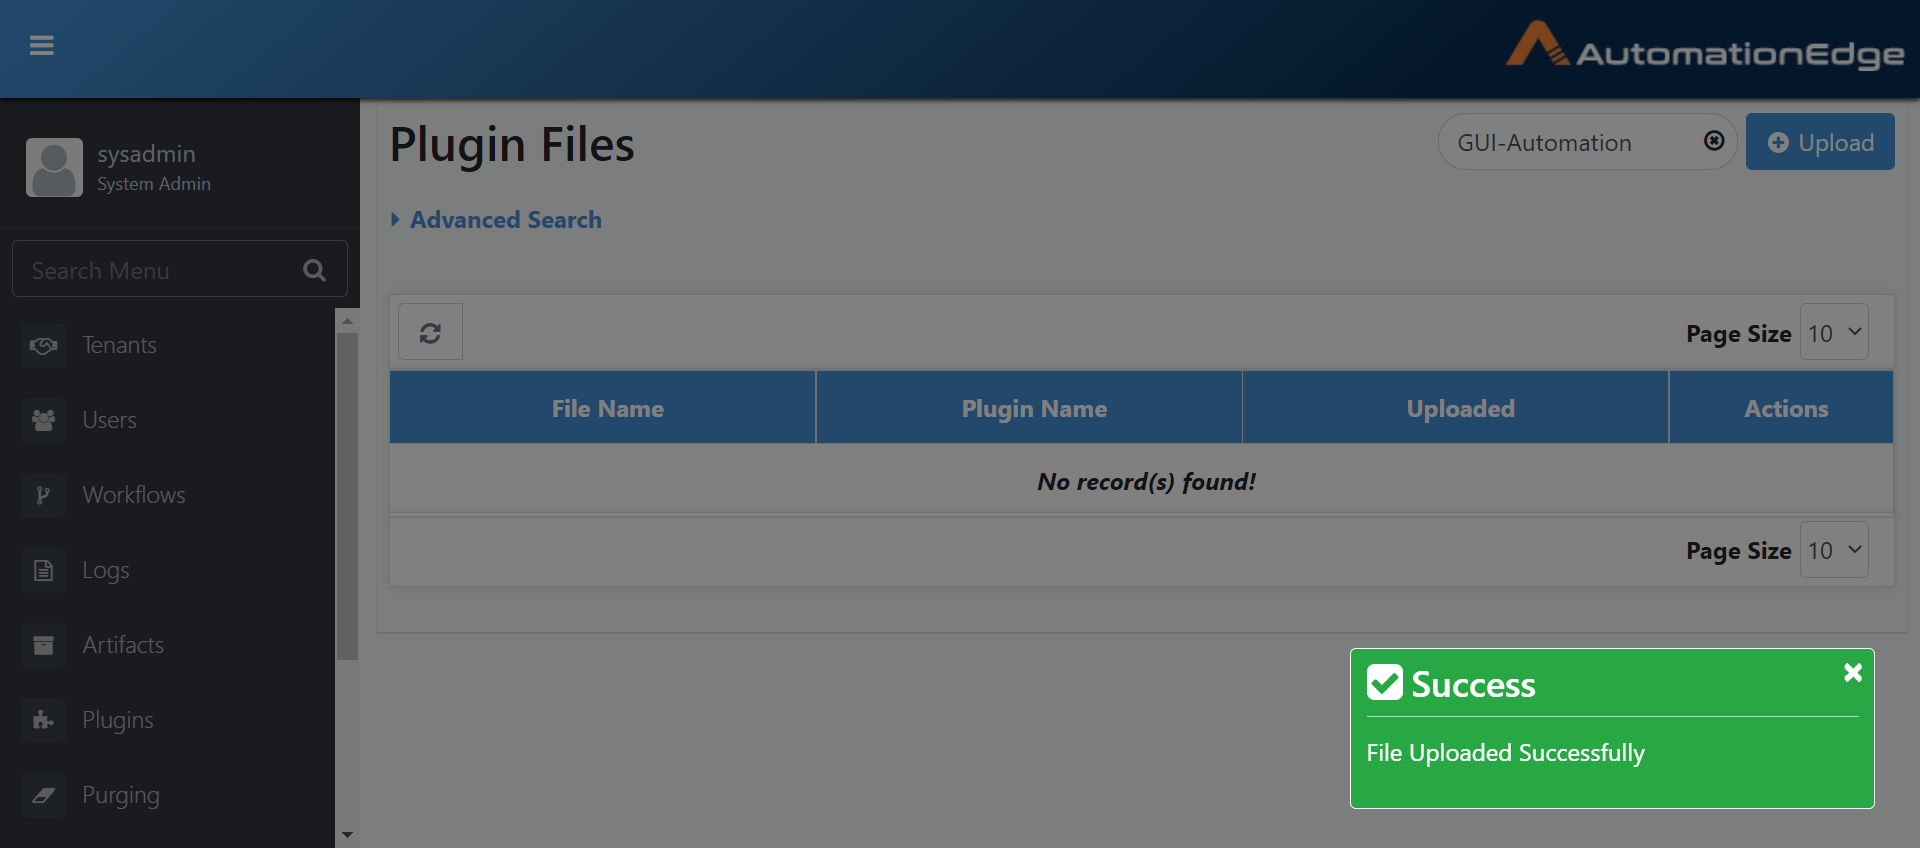 AutomationEdge
sysadmin
System Admin
Search Menu
Tenants
Users
Workflows
Logs
Artifacts
Plugins
Purging
Plugin Files
GUI-Automation
Upload
Advanced Search
Page Size 10
File Name Plugin Name Uploaded Actions
No record(s) found!
Page Size 10
Success
File Uploaded Successfully